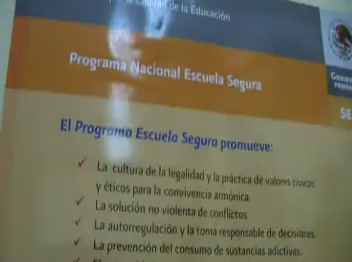 de la Educación
Programa Nacional Escuela Segura
SE
El Programa Escuela Segura promueve:
✓ La cultura de la legalidad y la práctica de valores cívicos
y éticos para la convivencia armónica.
✓ La solución no violenta de conflictos.
✓ La autorregulación y la toma responsable de decisiones.
✓ La prevención del consumo de sustancias adictivas.